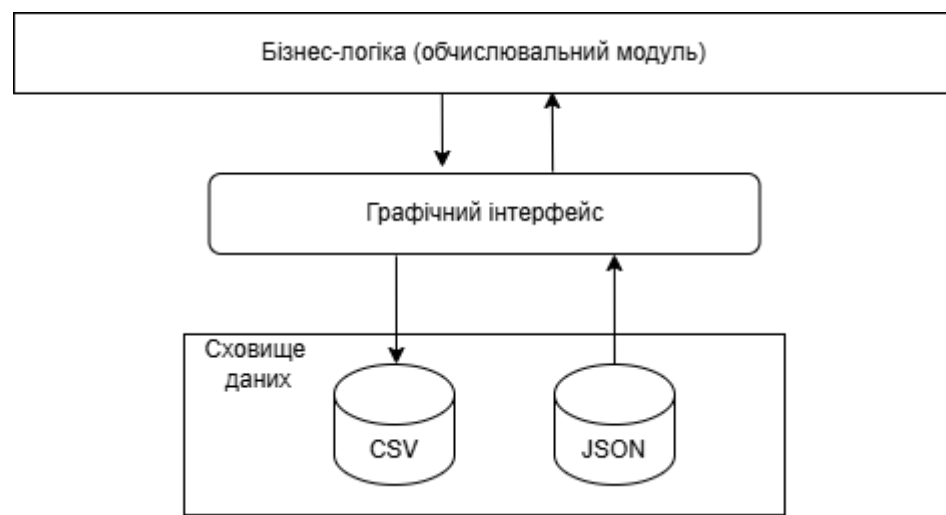 Бізнес-логіка (обчислювальний модуль)
Графічний інтерфейс
Сховище
даних
CSV
JSON